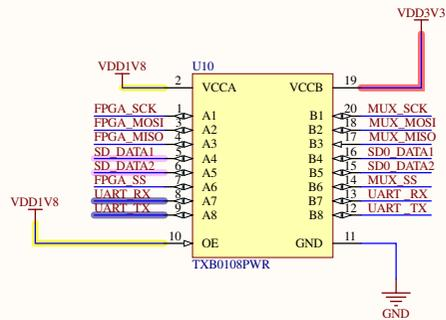 VDD3V3
U10
VDD1V8
2 VCCA VCCB 19
FPGA_SCK 1 A1 B1 20 MUX_SCK
FPGA_MOSI 3 A2 B2 18 MUX_MOSI
FPGA_MISO 4 A3 B3 17 MUX_MISO
SD_DATA1 5 A4 B4 16 SD0_DATA1
SD_DATA2 6 A5 B5 15 SD0_DATA2
FPGA_SS 7 A6 B6 14 MUX_SS
UART_RX 8 A7 B7 13 UART_RX
UART_TX 9 A8 B8 12 UART_TX
VDD1V8
10 OE GND 11
TXB0108PWR
GND